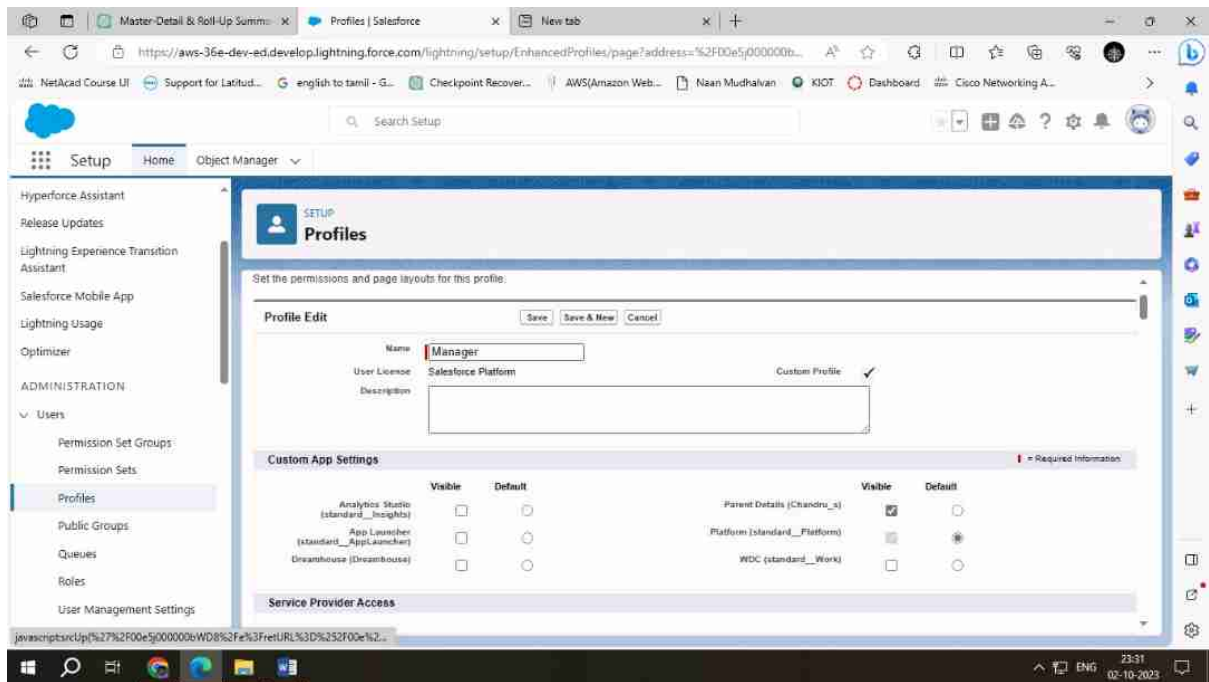 Master-Detail & Roll-Up Summa
Profiles | Salesforce
New tab
https://aws-36e-dev-ed.develop.lightning.force.com/lightning/setup/EnhancedProfiles/page?address=%2F00e5j000000b...
NetAcad Course UI
Support for Latitud...
english to tamil - G...
Checkpoint Recover...
AWS(Amazon Web...
Naan Mudhalvan
KIOT
Dashboard
Cisco Networking A...
Search Setup
Setup
Home
Object Manager
Hyperforce Assistant
Release Updates
Lightning Experience Transition
Assistant
Salesforce Mobile App
Lightning Usage
Optimizer
ADMINISTRATION
Users
Permission Set Groups
Permission Sets
Profiles
Public Groups
Queues
Roles
User Management Settings
SETUP
Profiles
Set the permissions and page layouts for this profile.
Profile Edit
Save
Save & New
Cancel
Name
Manager
User License
Salesforce Platform
Custom Profile
Description
Custom App Settings
= Required Information
Visible
Default
Visible
Default
Analytics Studio
(standard__Insights)
Parent Details (Chandru_s)
App Launcher
(standard__AppLauncher)
Platform (standard__Platform)
Dreamhouse (Dreamhouse)
WDC (standard__Work)
Service Provider Access
javascript:srcUp(%27%2F00e5j000000bWD8%2Fe%3FretURL%3D%252F00e%2...
ENG
23:31
02-10-2023